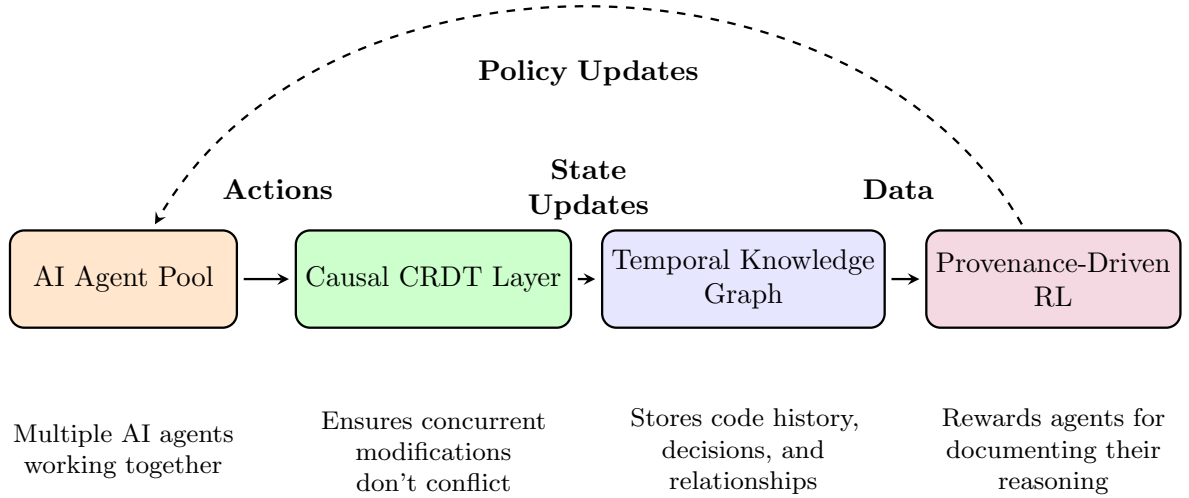 Policy Updates
Actions
State
Updates
Data
AI Agent Pool
Causal CRDT Layer
Temporal Knowledge
Graph
Provenance-Driven
RL
Multiple AI agents
working together
Ensures concurrent
modifications
don't conflict
Stores code history,
decisions, and
relationships
Rewards agents for
documenting their
reasoning